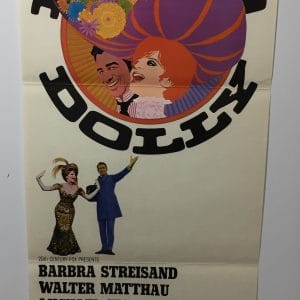 DOLLY
20th CENTURY-FOX PRESENTS
BARBRA STREISAND
WALTER MATTHAU